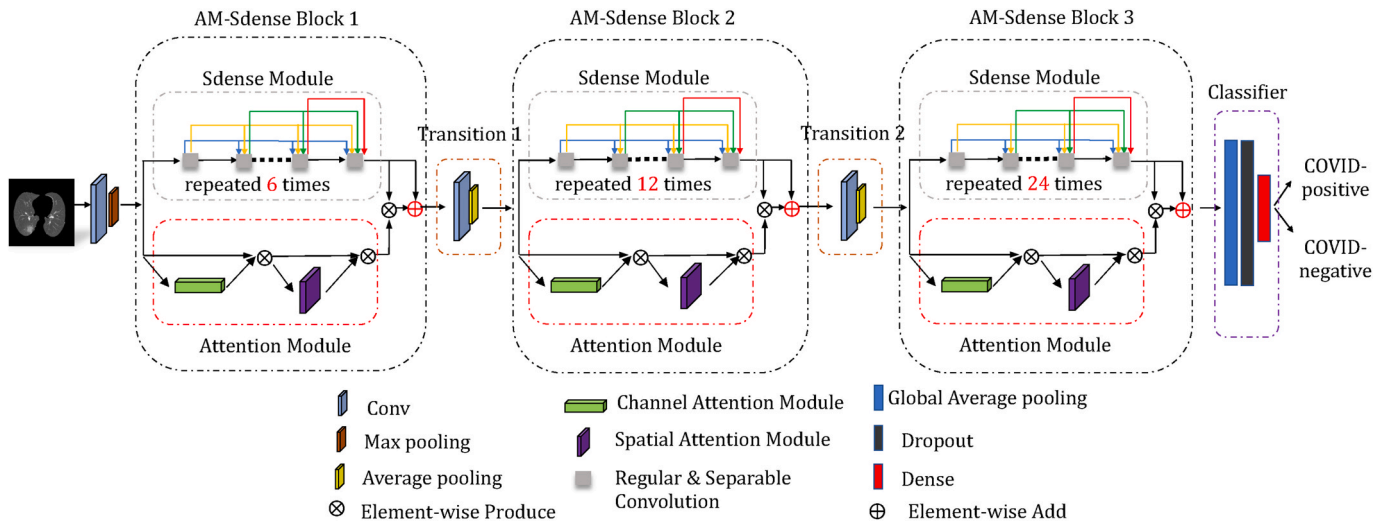 AM-Sdense Block 1
AM-Sdense Block 2
AM-Sdense Block 3
Sdense Module
Sdense Module
Sdense Module
Classifier
Transition 1
Transition 2
repeated 6 times
repeated 12 times
repeated 24 times
COVID-
positive
COVID-
negative
Attention Module
Attention Module
Attention Module
Conv
Max pooling
Average pooling
Element-wise Produce
Channel Attention Module
Spatial Attention Module
Regular & Separable
Convolution
Global Average pooling
Dropout
Dense
Element-wise Add